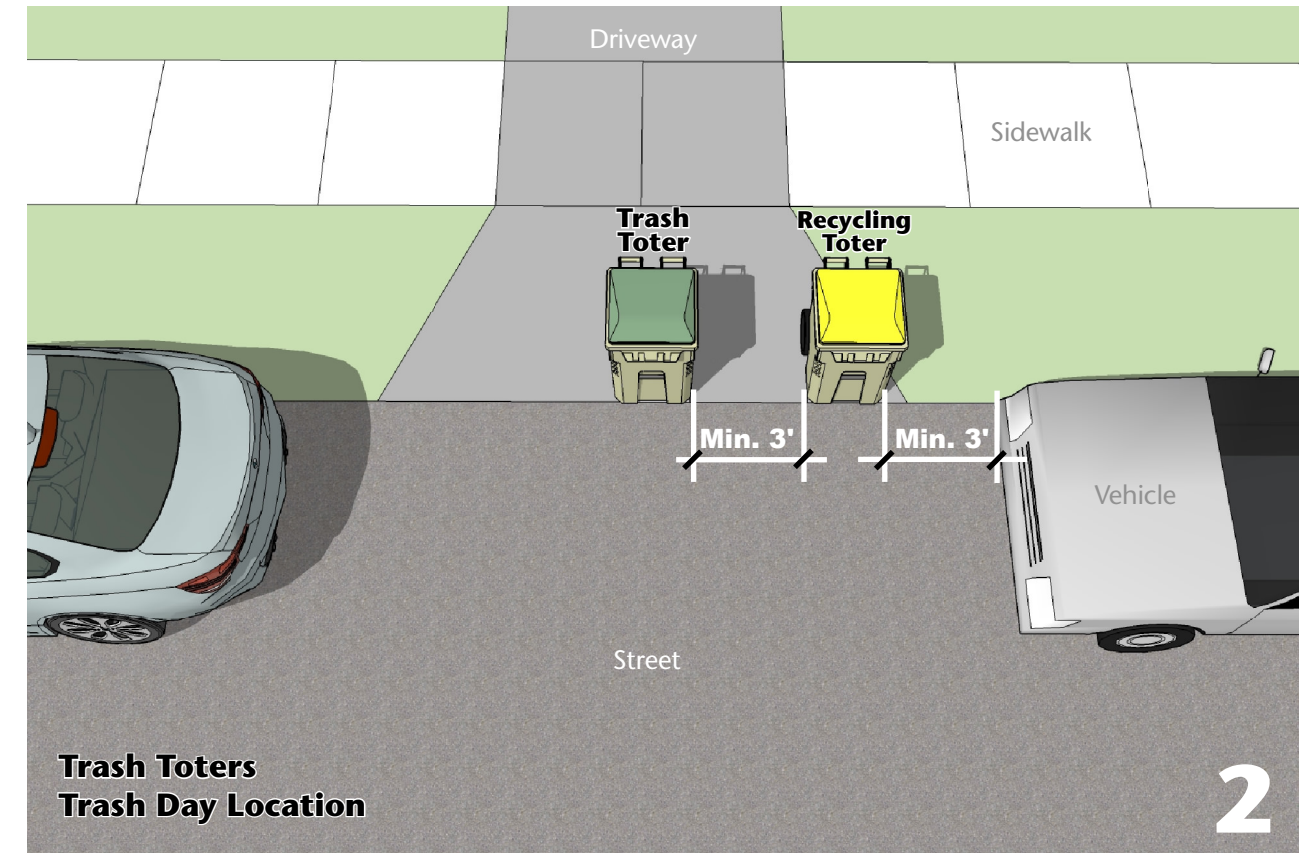 Driveway
Sidewalk
Trash
Toter
Recycling
Toter
Min. 3'
Min. 3'
Vehicle
Street
Trash Toters
Trash Day Location
2